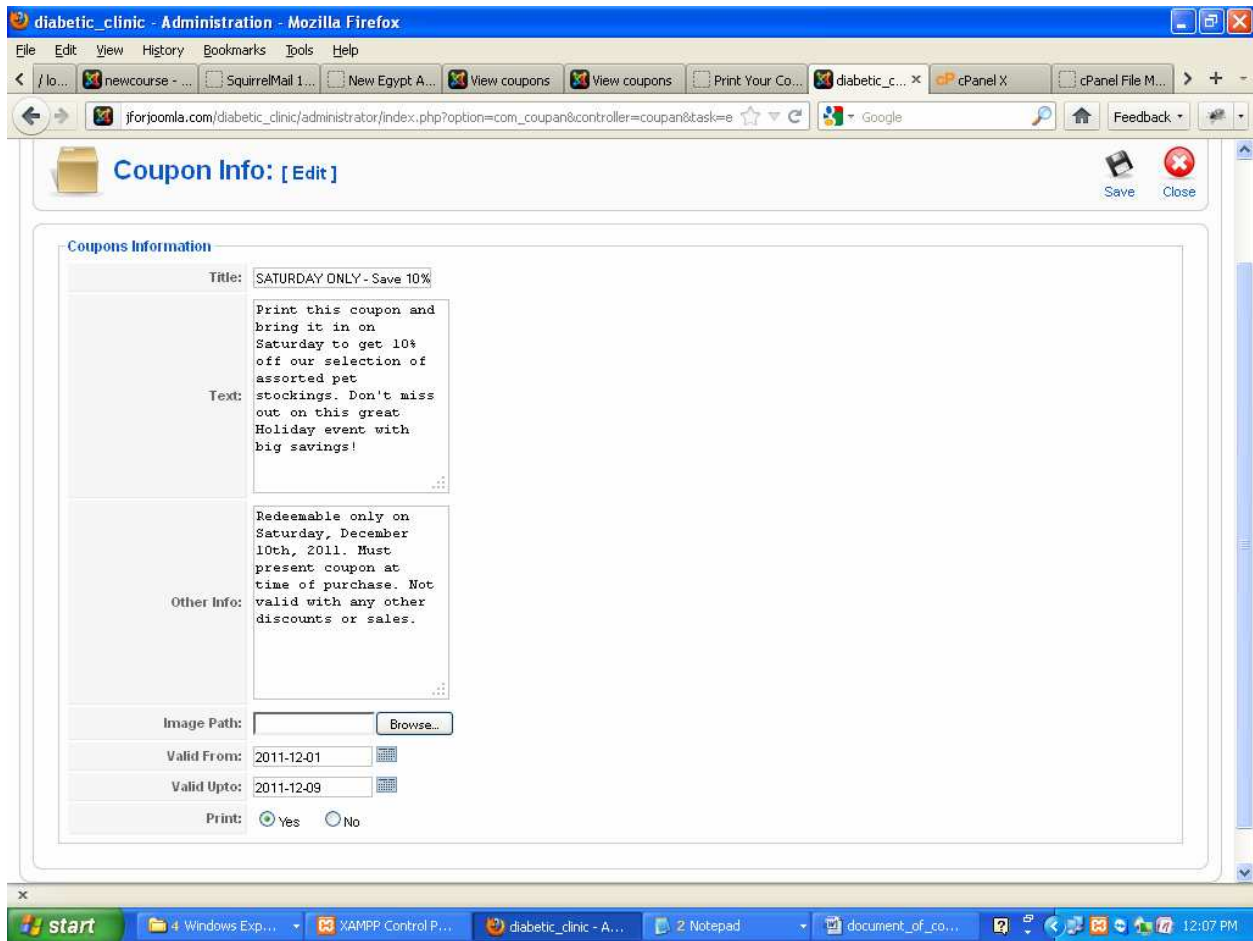 diabetic_clinic - Administration - Mozilla Firefox
File Edit View History Bookmarks Tools Help
/ lo... newcourse - ... SquirrelMail 1... New Egypt A... View coupons View coupons Print Your Co... diabetic_c... cPanel X cPanel File M...
jforjoomla.com/diabetic_clinic/administrator/index.php?option=com_coupan&controller=coupan&task=e Google Feedback
Coupon Info: [ Edit ]
Save Close
Coupons Information
Title: SATURDAY ONLY - Save 10%
Text:
Print this coupon and
bring it in on
Saturday to get 10%
off our selection of
assorted pet
stockings. Don't miss
out on this great
Holiday event with
big savings!
Other Info:
Redeemable only on
Saturday, December
10th, 2011. Must
present coupon at
time of purchase. Not
valid with any other
discounts or sales.
Image Path: Browse...
Valid From: 2011-12-01
Valid Upto: 2011-12-09
Print: Yes No
start 4 Windows Exp... XAMPP Control P... diabetic_clinic - A... 2 Notepad document_of_co... 12:07 PM